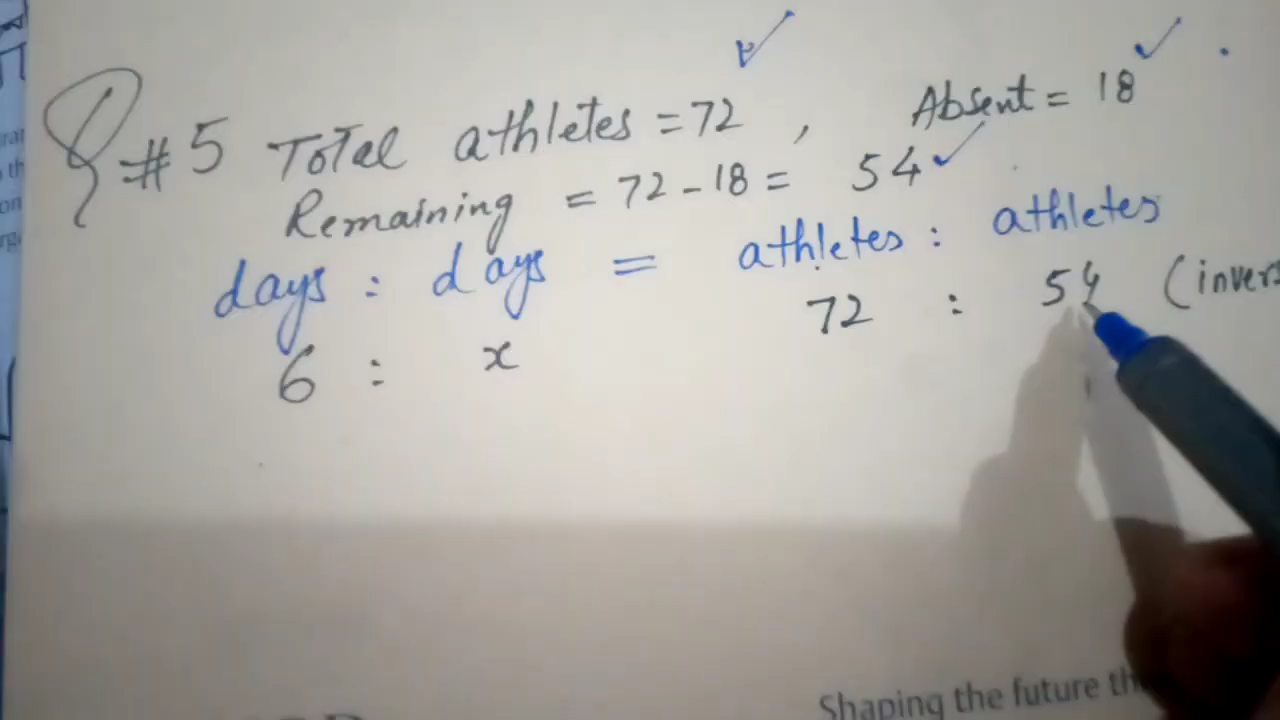 #5 Total athletes = 72 , Absent = 18
Remaining = 72 - 18 = 54
days : days = athletes : athletes
6 : x 72 : 54 (invers
Shaping the future th